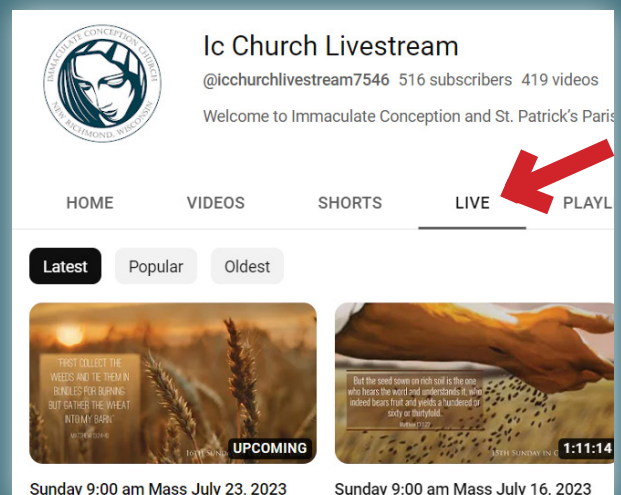 IMMACULATE CONCEPTION CHURCH
NEW RICHMOND, WISCONSIN
Ic Church Livestream
@icchurchlivestream7546 516 subscribers 419 videos
Welcome to Immaculate Conception and St. Patrick's Paris
HOME VIDEOS SHORTS LIVE PLAYL
Latest Popular Oldest
"FIRST COLLECT THE
WEEDS AND TIE THEM IN
BUNDLES FOR BURNING
BUT GATHER THE WHEAT
INTO MY BARN"
16TH SUND
UPCOMING
But the seed sown on rich soil is the one
who hears the word and understands it, who
indeed bears fruit and yields a hundred or
sixty or thirtyfold.
15TH SUNDAY IN
1:11:14
Sunday 9:00 am Mass July 23, 2023
Sunday 9:00 am Mass July 16, 2023